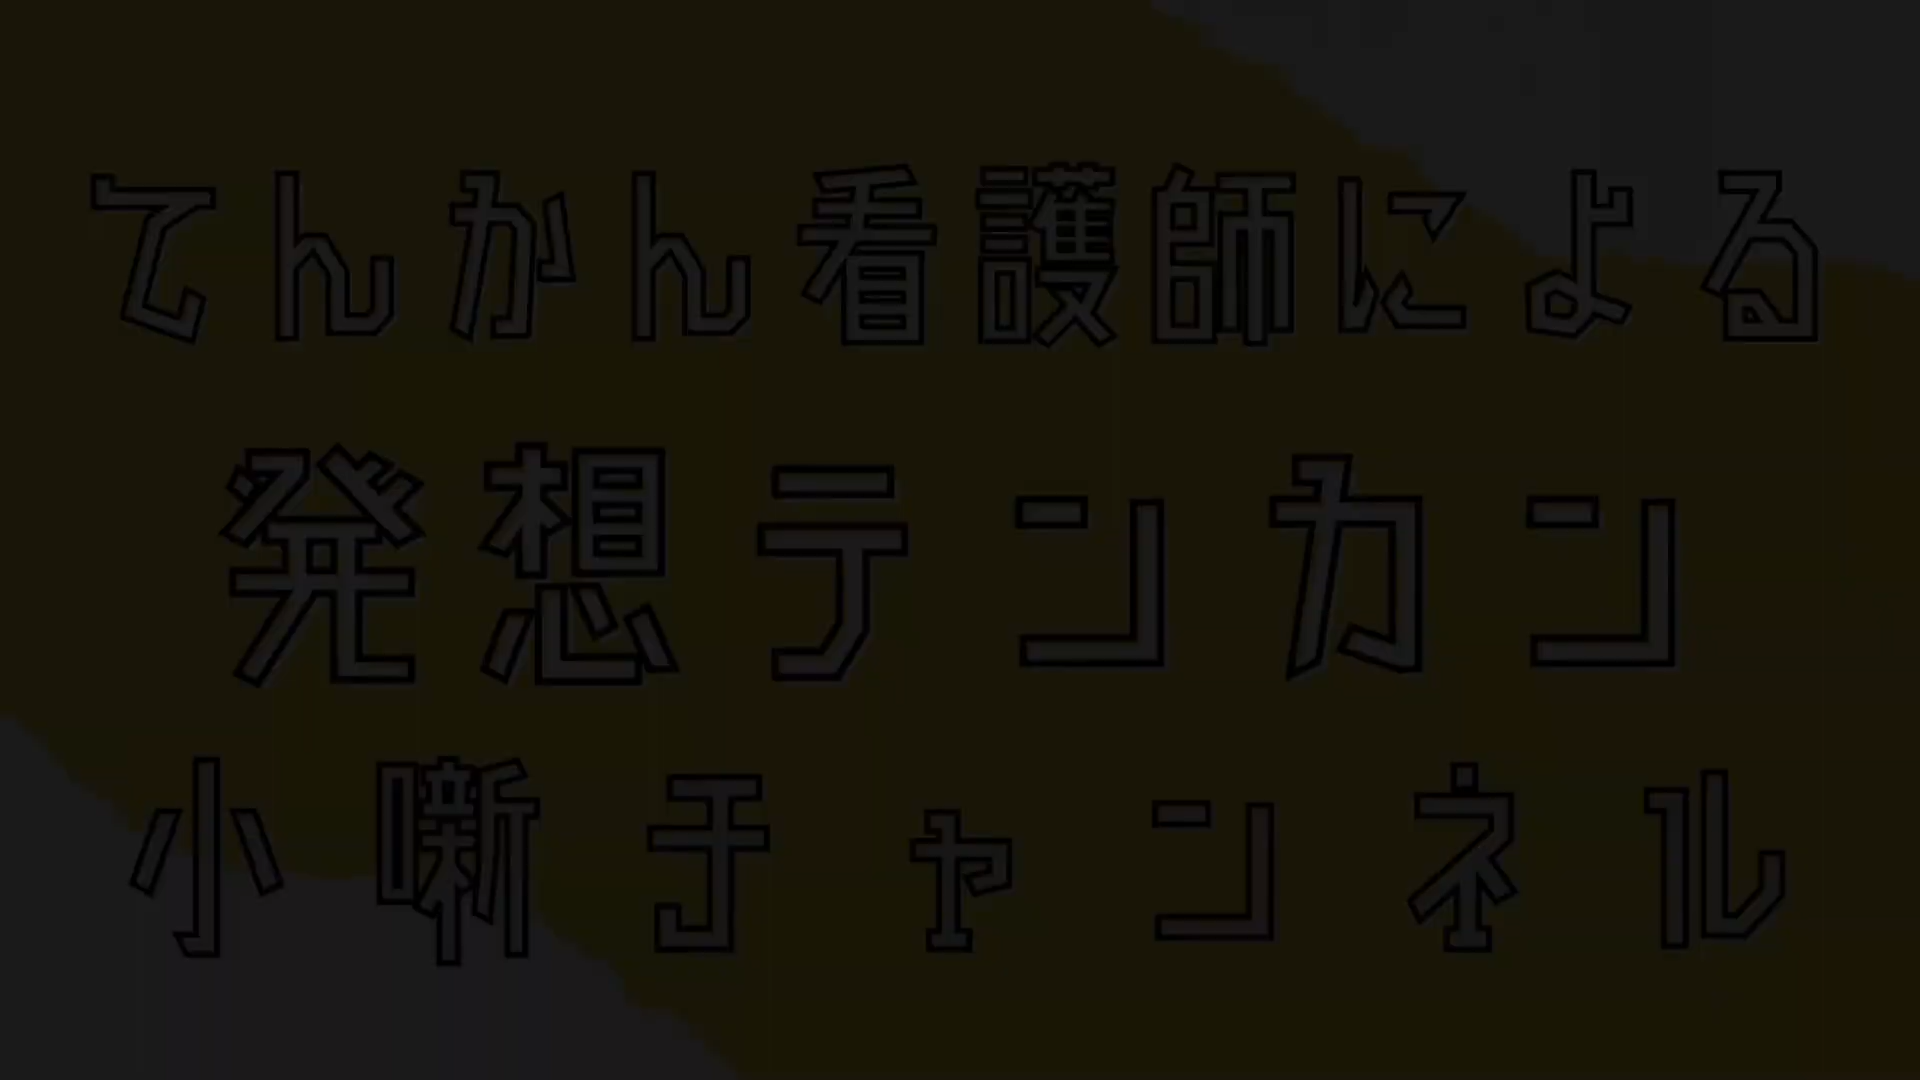 てんかん看護師による
発想テンカン
小噺チャンネル